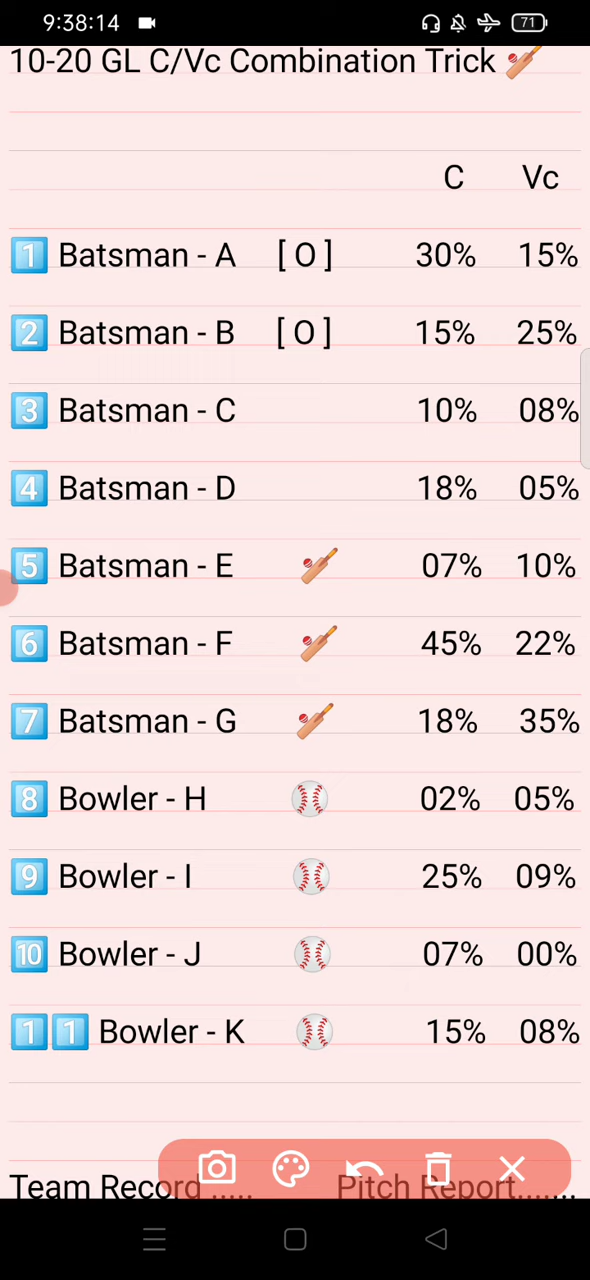 9:38:14 71
10-20 GL C/Vc Combination Trick 🏏
C Vc
1️⃣ Batsman - A [ O ] 30% 15%
2️⃣ Batsman - B [ O ] 15% 25%
3️⃣ Batsman - C 10% 08%
4️⃣ Batsman - D 18% 05%
5️⃣ Batsman - E 🏏 07% 10%
6️⃣ Batsman - F 🏏 45% 22%
7️⃣ Batsman - G 🏏 18% 35%
8️⃣ Bowler - H ⚾ 02% 05%
9️⃣ Bowler - I ⚾ 25% 09%
🔟 Bowler - J ⚾ 07% 00%
1️⃣1️⃣ Bowler - K ⚾ 15% 08%
Team Record ..... Pitch Report.......